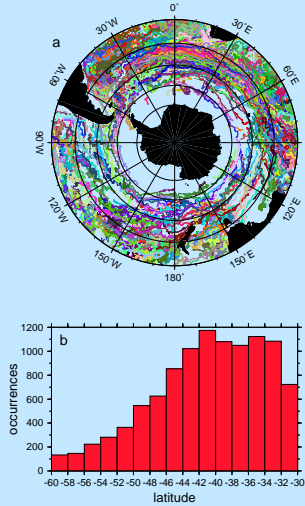 a
0˚
30˚E
60˚E
90˚E
120˚E
150˚E
180˚
150˚W
120˚W
90˚W
60˚W
30˚W
b
occurrences
1200
1000
800
600
400
200
0
-60 -58 -56 -54 -52 -50 -48 -46 -44 -42 -40 -38 -36 -34 -32 -30
latitude